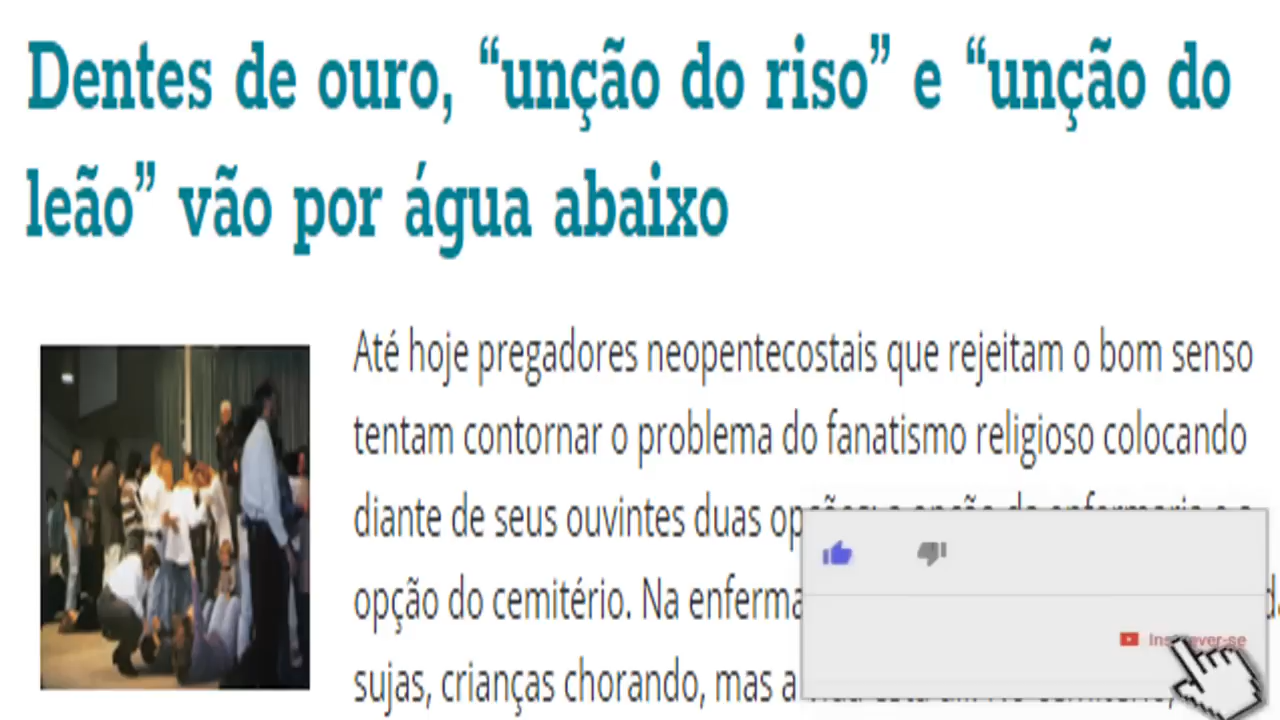 Dentes de ouro, “unção do riso” e “unção do
leão” vão por água abaixo
Até hoje pregadores neopentecostais que rejeitam o bom senso
tentam contornar o problema do fanatismo religioso colocando
diante de seus ouvintes duas
opção do cemitério. Na
sujas, crianças chorando, mas a